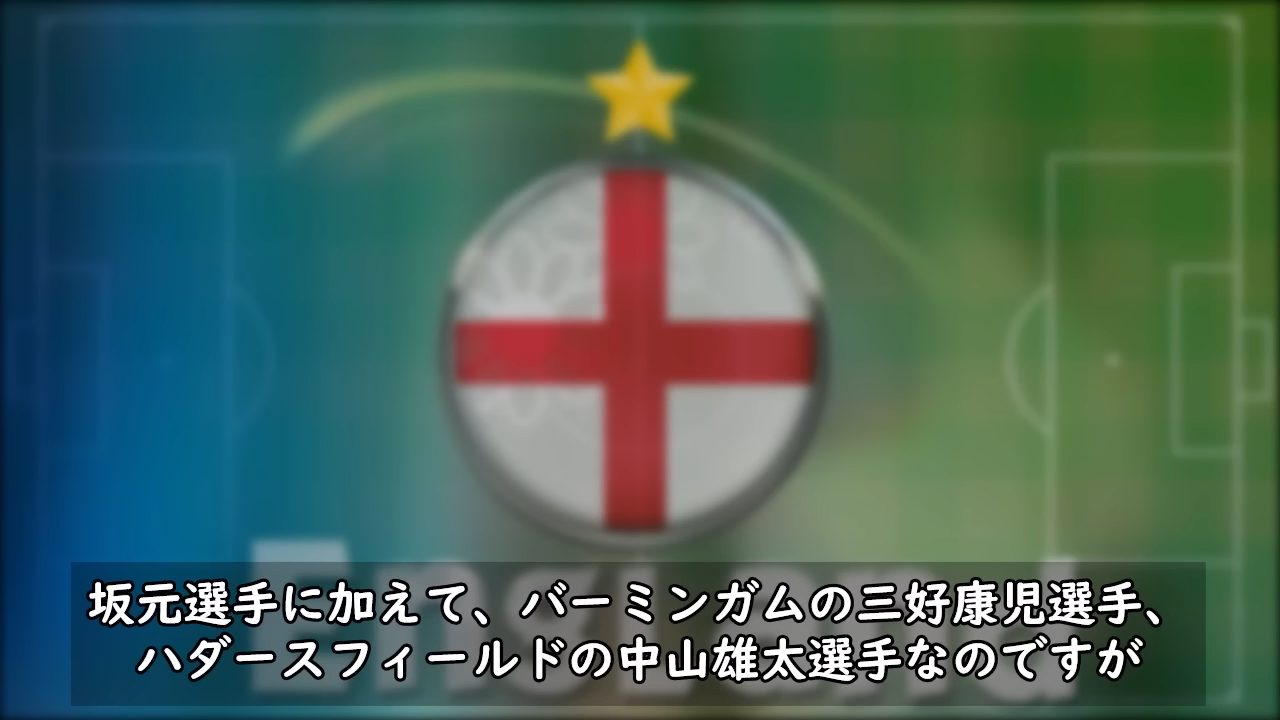 England
坂元選手に加えて、バーミンガムの三好康児選手、
ハダースフィールドの中山雄太選手なのですが